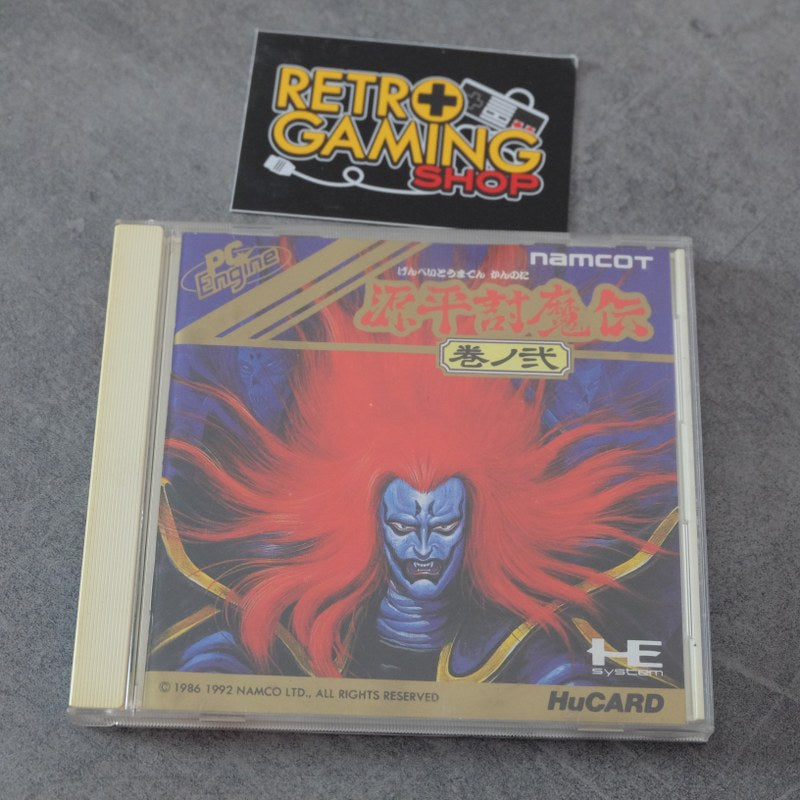 RETRO
GAMING
SHOP
PC
Engine
namcoT
げんぺいとうまでん かんのに
源平討魔伝
巻ノ弐
HE
system
© 1986 1992 NAMCO LTD., ALL RIGHTS RESERVED
HuCARD